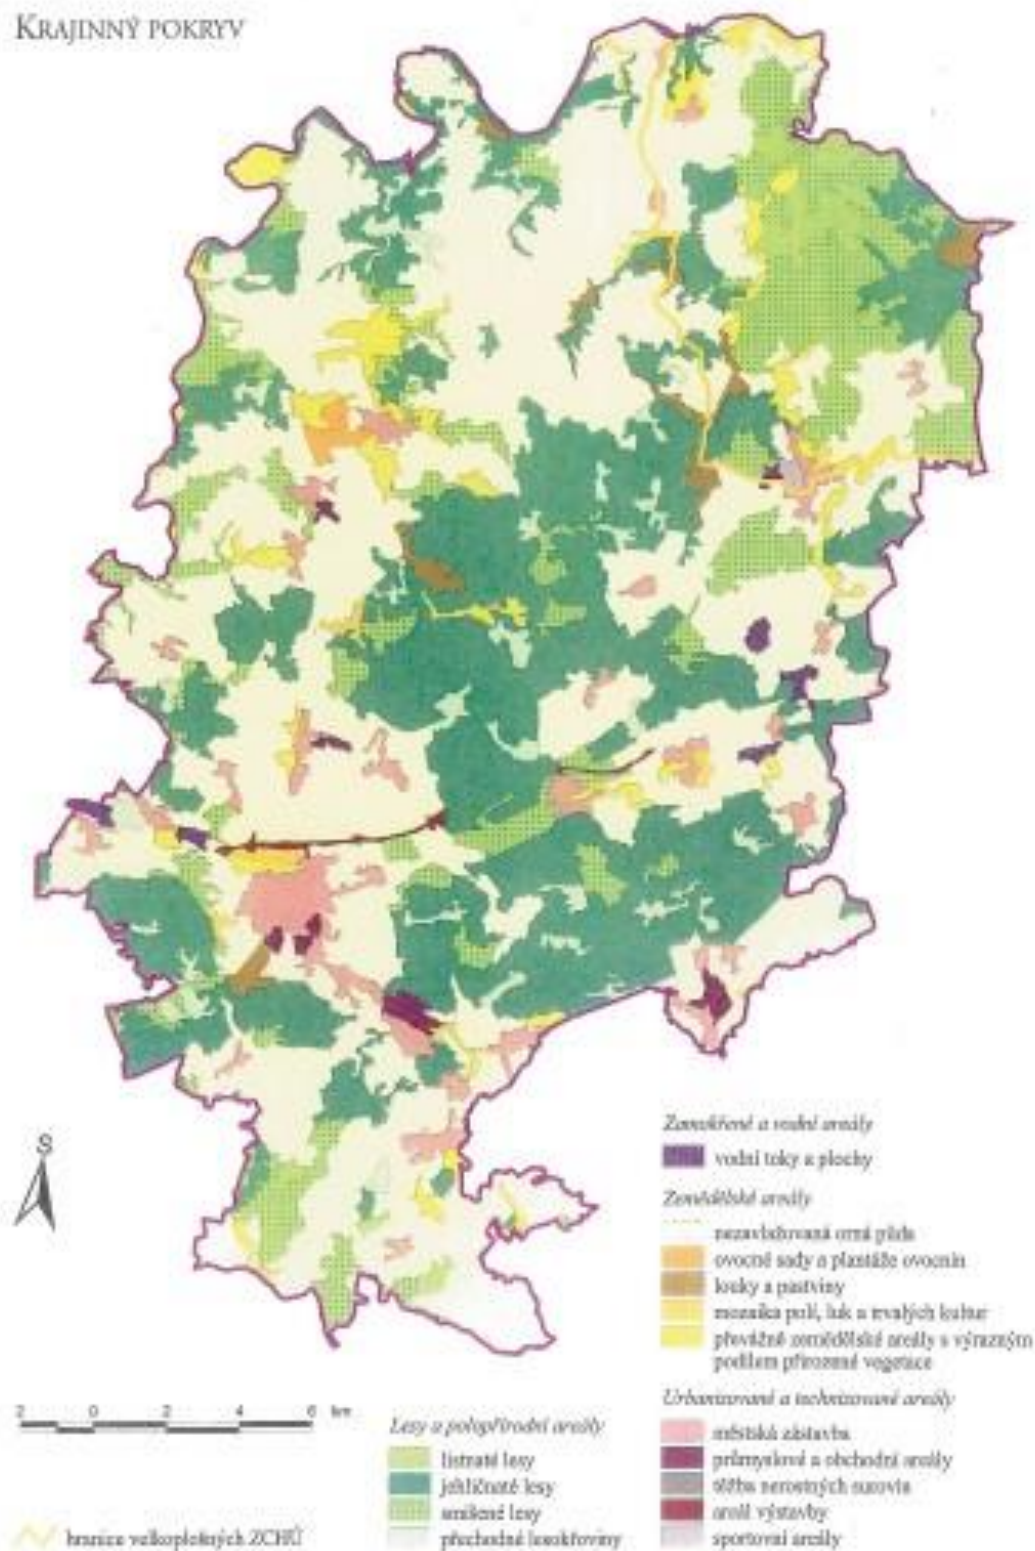 KRAJINNÝ POKRYV
S
Zamokřené a vodní areály
vodní toky a plochy
Zemědělské areály
nezavlažovaná orná půda
ovocné sady a plantáže ovocnin
louky a pastviny
mozaika polí, luk a trvalých kultur
převážně zemědělské areály s výrazným
podílem přirozené vegetace
Urbanizované a technizované areály
městská zástavba
průmyslové a obchodní areály
těžba nerostných surovin
areál výstavby
sportovní areály
2 0 2 4 6 km
Lesy a polopřírodní areály
listnaté lesy
jehličnaté lesy
smíšené lesy
přechodné lesokřoviny
hranice velkoplošných ZCHÚ